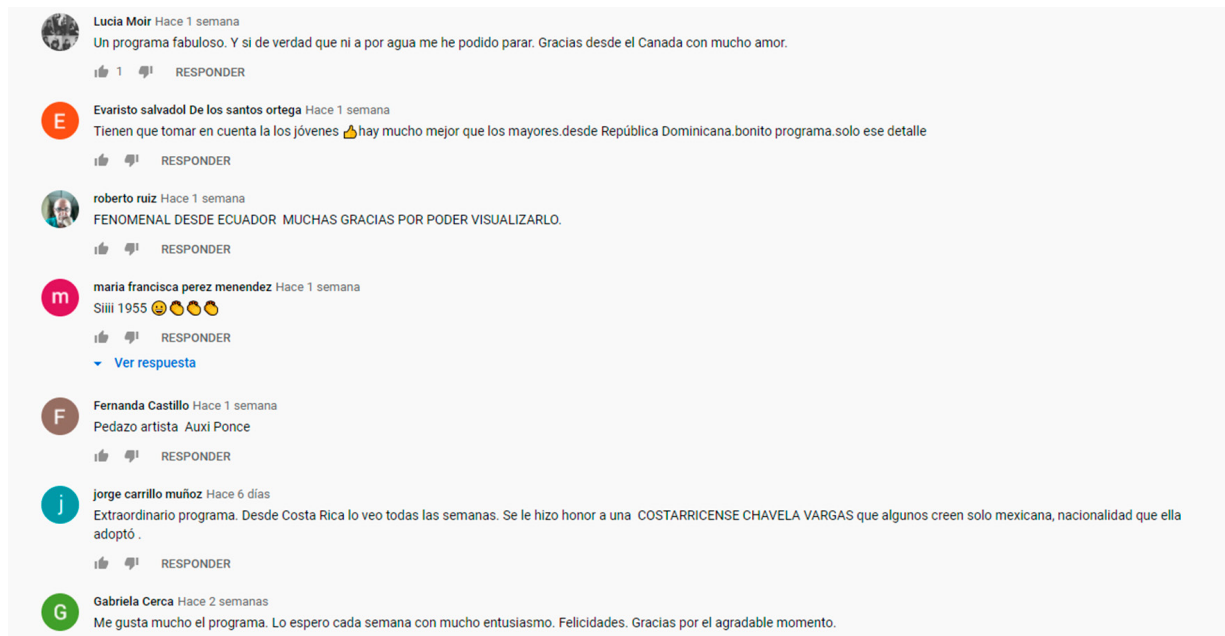 Lucia Moir Hace 1 semana
Un programa fabuloso. Y si de verdad que ni a por agua me he podido parar. Gracias desde el Canada con mucho amor.
1 RESPONDER
E
Evaristo salvadol De los santos ortega Hace 1 semana
Tienen que tomar en cuenta la los jóvenes 👍hay mucho mejor que los mayores.desde República Dominicana.bonito programa.solo ese detalle
RESPONDER
roberto ruiz Hace 1 semana
FENOMENAL DESDE ECUADOR MUCHAS GRACIAS POR PODER VISUALIZARLO.
RESPONDER
m
maria francisca perez menendez Hace 1 semana
Siiii 1955 😃👏👏👏
RESPONDER
Ver respuesta
F
Fernanda Castillo Hace 1 semana
Pedazo artista Auxi Ponce
RESPONDER
j
jorge carrillo muñoz Hace 6 días
Extraordinario programa. Desde Costa Rica lo veo todas las semanas. Se le hizo honor a una COSTARRICENSE CHAVELA VARGAS que algunos creen solo mexicana, nacionalidad que ella
adoptó .
RESPONDER
G
Gabriela Cerca Hace 2 semanas
Me gusta mucho el programa. Lo espero cada semana con mucho entusiasmo. Felicidades. Gracias por el agradable momento.